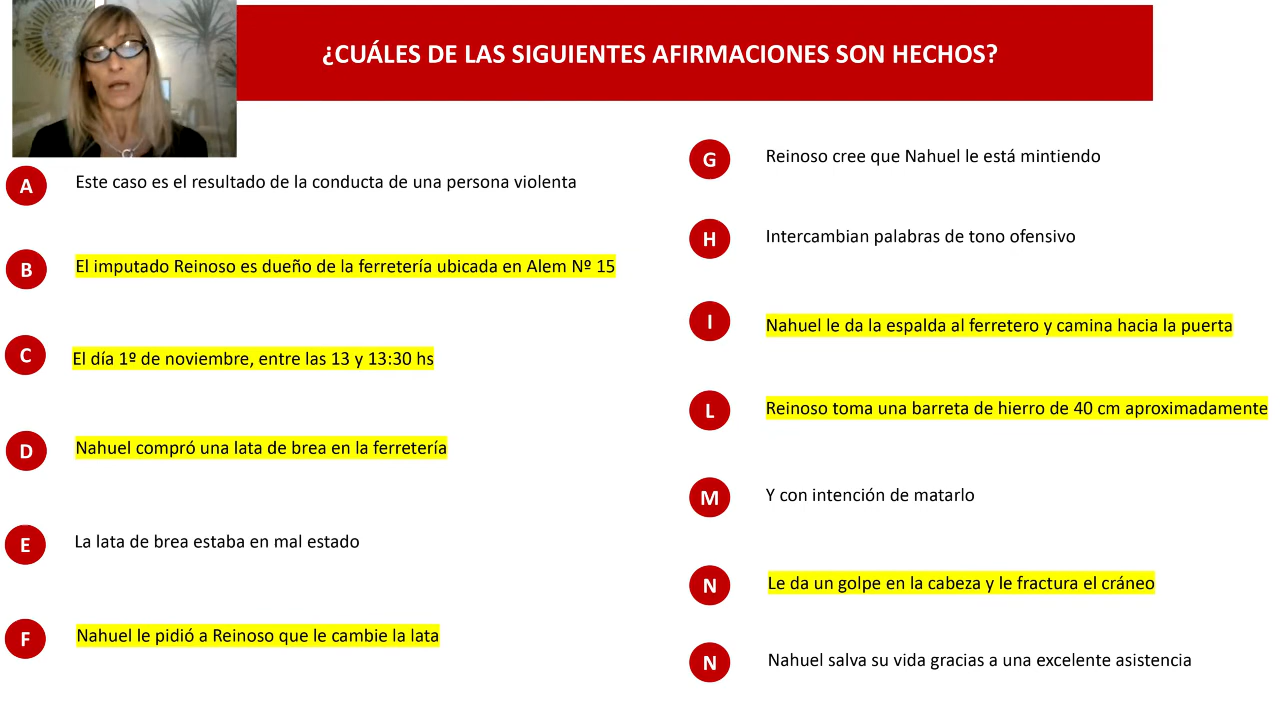 ¿CUÁLES DE LAS SIGUIENTES AFIRMACIONES SON HECHOS?
A Este caso es el resultado de la conducta de una persona violenta
B El imputado Reinoso es dueño de la ferretería ubicada en Alem Nº 15
C El día 1º de noviembre, entre las 13 y 13:30 hs
D Nahuel compró una lata de brea en la ferretería
E La lata de brea estaba en mal estado
F Nahuel le pidió a Reinoso que le cambie la lata
G Reinoso cree que Nahuel le está mintiendo
H Intercambian palabras de tono ofensivo
I Nahuel le da la espalda al ferretero y camina hacia la puerta
L Reinoso toma una barreta de hierro de 40 cm aproximadamente
M Y con intención de matarlo
N Le da un golpe en la cabeza y le fractura el cráneo
N Nahuel salva su vida gracias a una excelente asistencia